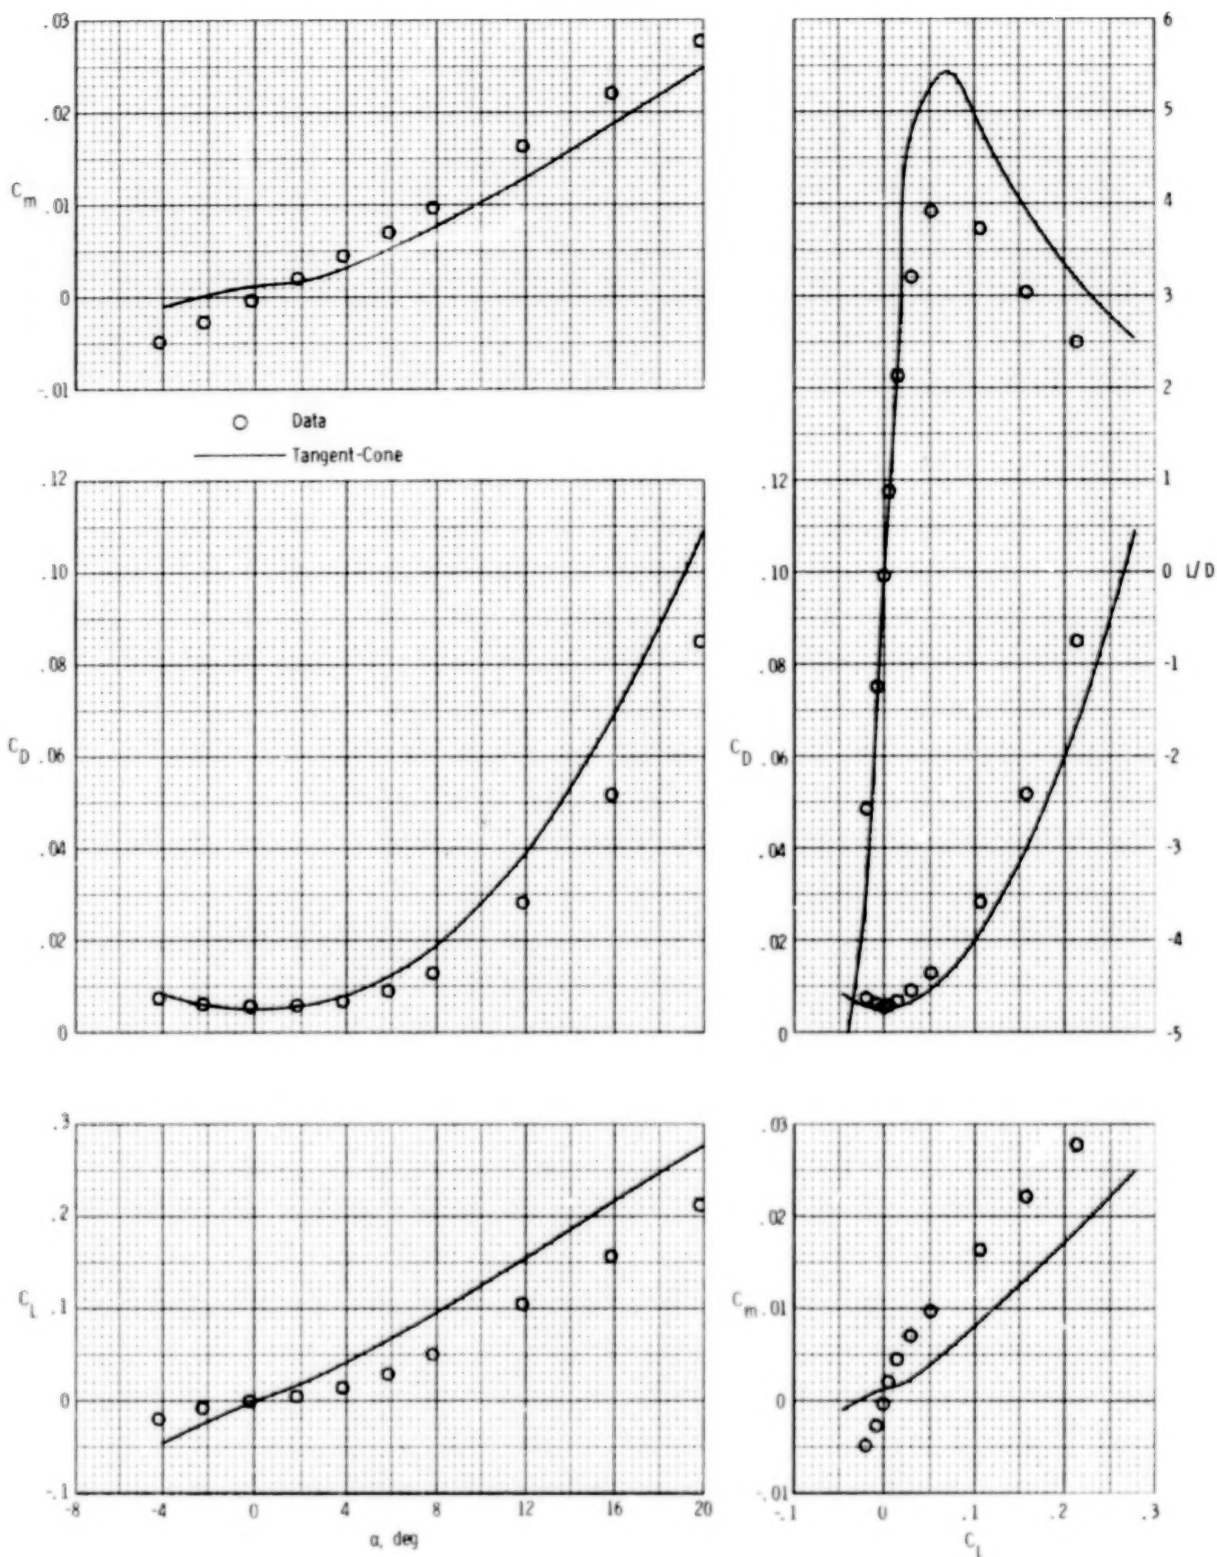 .03
.02
C_m
.01
0
-.01
Data
Tangent-Cone
.12
.10
.08
C_D .06
.04
.02
0
.3
.2
C_L .1
0
-.1
-8 -4 0 4 8 12 16 20
α, deg
6
5
4
3
2
.12 1
.10 0 L/D
.08 -1
C_D .06 -2
.04 -3
.02 -4
0 -5
.03
.02
C_m .01
0
-.01
-.1 0 .1 .2 .3
C_L